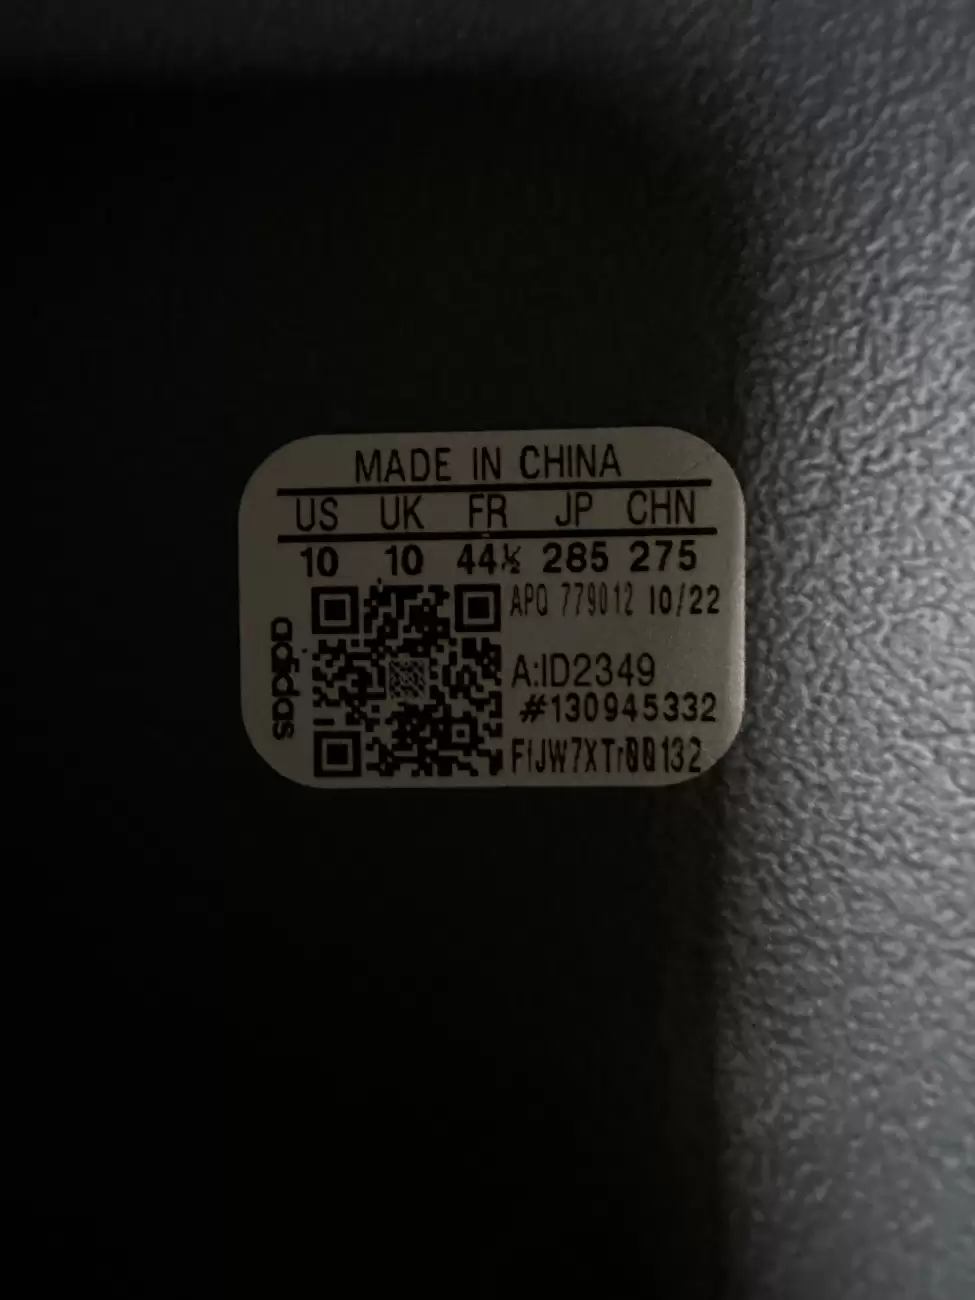 MADE IN CHINA
US UK FR JP CHN
10 10 44½ 285 275
adidas
APQ 779012 10/22
A:ID2349
#130945332